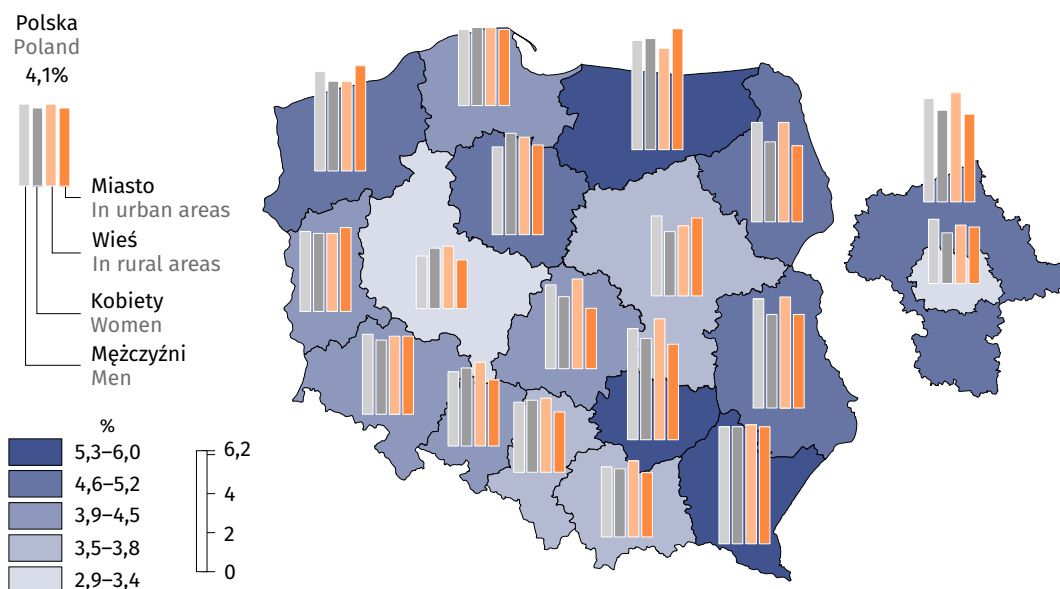 Polska
Poland
4,1%
Miasto
In urban areas
Wieś
In rural areas
Kobiety
Women
Mężczyźni
Men
%
5,3–6,0
4,6–5,2
3,9–4,5
3,5–3,8
2,9–3,4
6,2
4
2
0